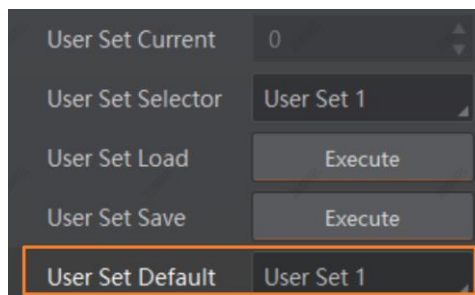 User Set Current 0
User Set Selector User Set 1
User Set Load Execute
User Set Save Execute
User Set Default User Set 1